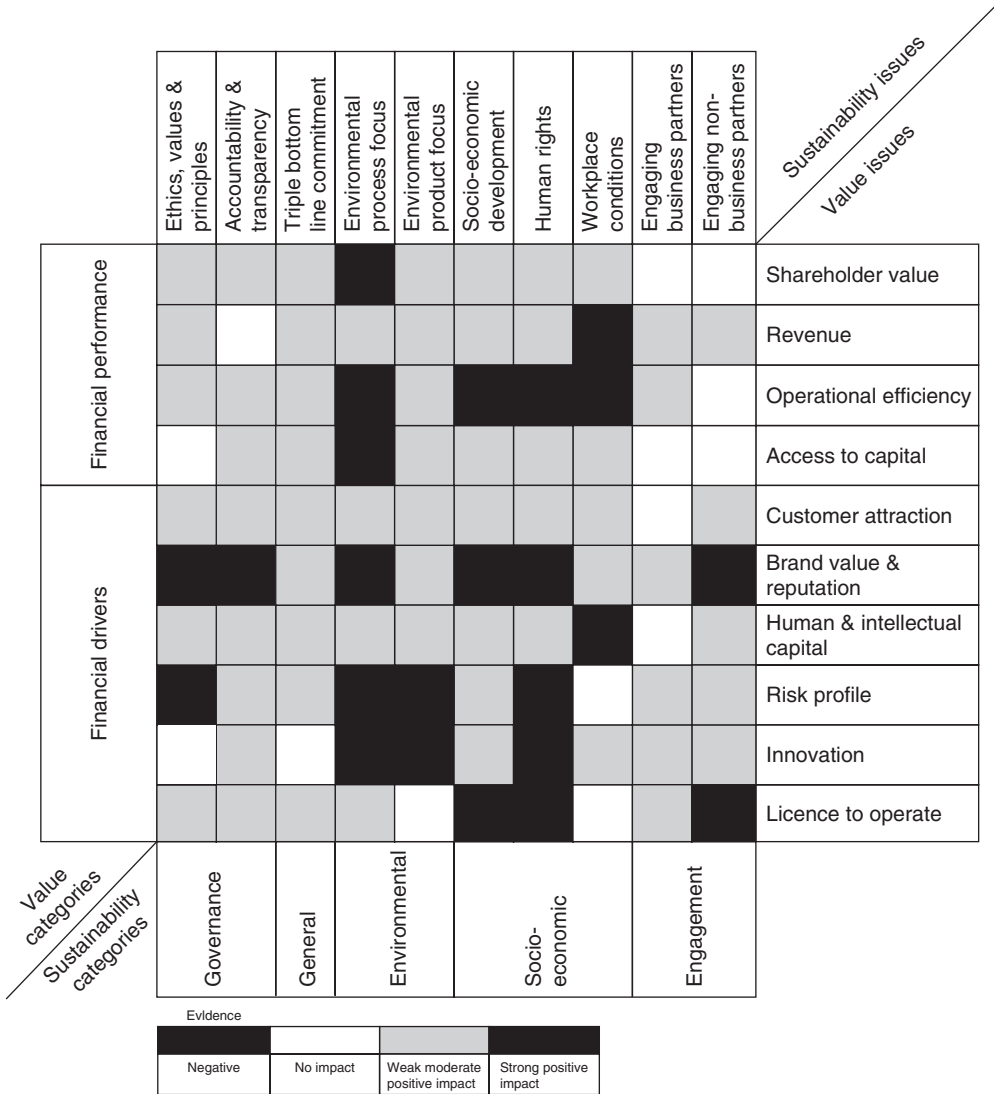 Ethics, values &
principles
Accountability &
transparency
Triple bottom
line commitment
Environmental
process focus
Environmental
product focus
Socio-economic
development
Human rights
Workplace
conditions
Engaging
business partners
Engaging non-
business partners
Sustainability issues
Value issues
Financial performance
Shareholder value
Revenue
Operational efficiency
Access to capital
Financial drivers
Customer attraction
Brand value &
reputation
Human & intellectual
capital
Risk profile
Innovation
Licence to operate
Value
categories
Sustainability
categories
Governance
General
Environmental
Socio-
economic
Engagement
Evldence
Negative
No impact
Weak moderate
positive impact
Strong positive
impact